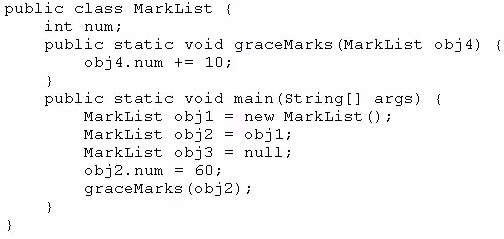 public class MarkList {
    int num;
    public static void graceMarks(MarkList obj4) {
        obj4.num += 10;
    }
    public static void main(String[] args) {
        MarkList obj1 = new MarkList();
        MarkList obj2 = obj1;
        MarkList obj3 = null;
        obj2.num = 60;
        graceMarks(obj2);
    }
}